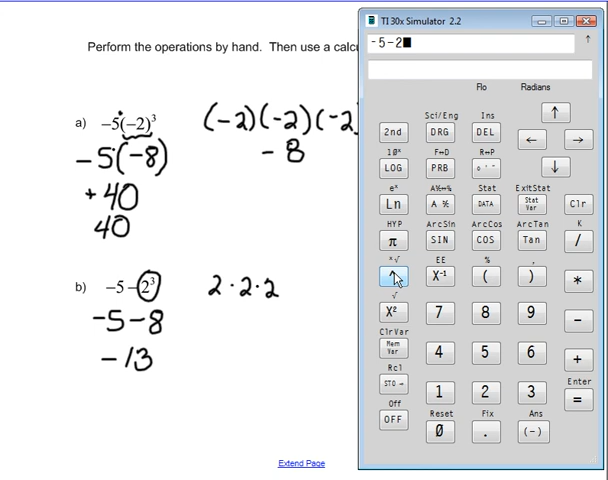 Perform the operations by hand. Then use a calcu
a) −5(−2)³ (−2)(−2)(−2
−5(−8) −8
+40
40
b) −5−2³ 2·2·2
−5−8
−13
Extend Page
TI 30x Simulator 2.2
-5-2 ↑
Flo Radians
Sci/Eng Ins ↑
2nd DRG DEL ← →
10ˣ F↔D R↔P
LOG PRB ° ' " ↓
eˣ A%↔% Stat ExitStat
Ln A % DATA Stat Var Clr
HYP ArcSin ArcCos ArcTan K
π SIN COS Tan /
ˣ√ EE % ,
^ X⁻¹ ( ) *
√
X² 7 8 9 −
ClrVar
Mem Var 4 5 6 +
Rcl Enter
STO→ 1 2 3 =
Off Reset Fix Ans
OFF 0 . (-)